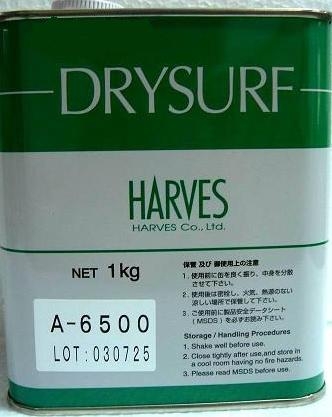 DRYSURF
HARVES
HARVES Co., Ltd.
NET 1kg
A-6500
LOT:030725
保管 及び 御使用上の注意
1. 使用前に缶を良く振り、中身を分散
させて下さい。
2. 使用後は密栓し、火気、熱源のない
涼しい場所で保管して下さい。
3. ご使用前に製品安全データシート
(MSDS) を必ずお読み下さい。
Storage / Handling Procedures
1. Shake well before use.
2. Close tightly after use,and store in
a cool room having no fire hazards.
3. Please read MSDS before use.